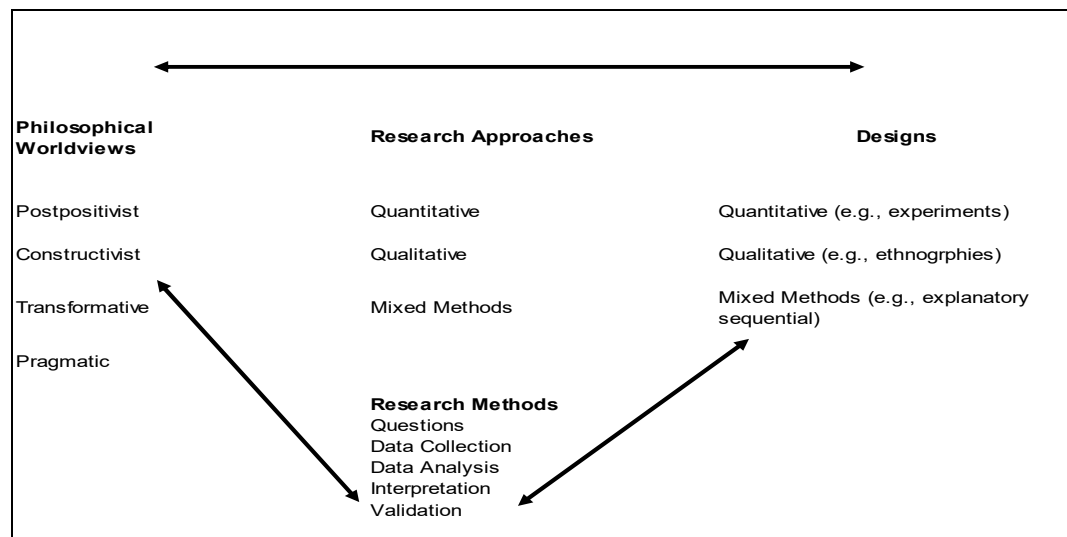 Philosophical
Worldviews
Research Approaches
Designs
Postpositivist
Quantitative
Quantitative (e.g., experiments)
Constructivist
Qualitative
Qualitative (e.g., ethnogrphies)
Transformative
Mixed Methods
Mixed Methods (e.g., explanatory
sequential)
Pragmatic
Research Methods
Questions
Data Collection
Data Analysis
Interpretation
Validation